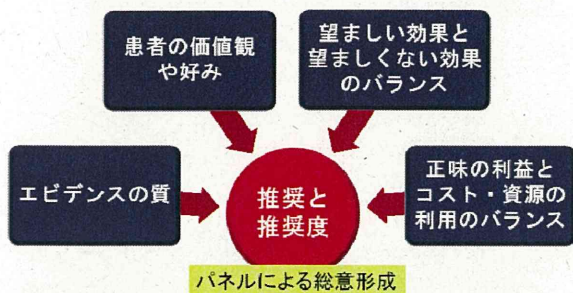 患者の価値観
や好み
望ましい効果と
望ましくない効果
のバランス
エビデンスの質
推奨と
推奨度
正味の利益と
コスト・資源の
利用のバランス
パネルによる総意形成